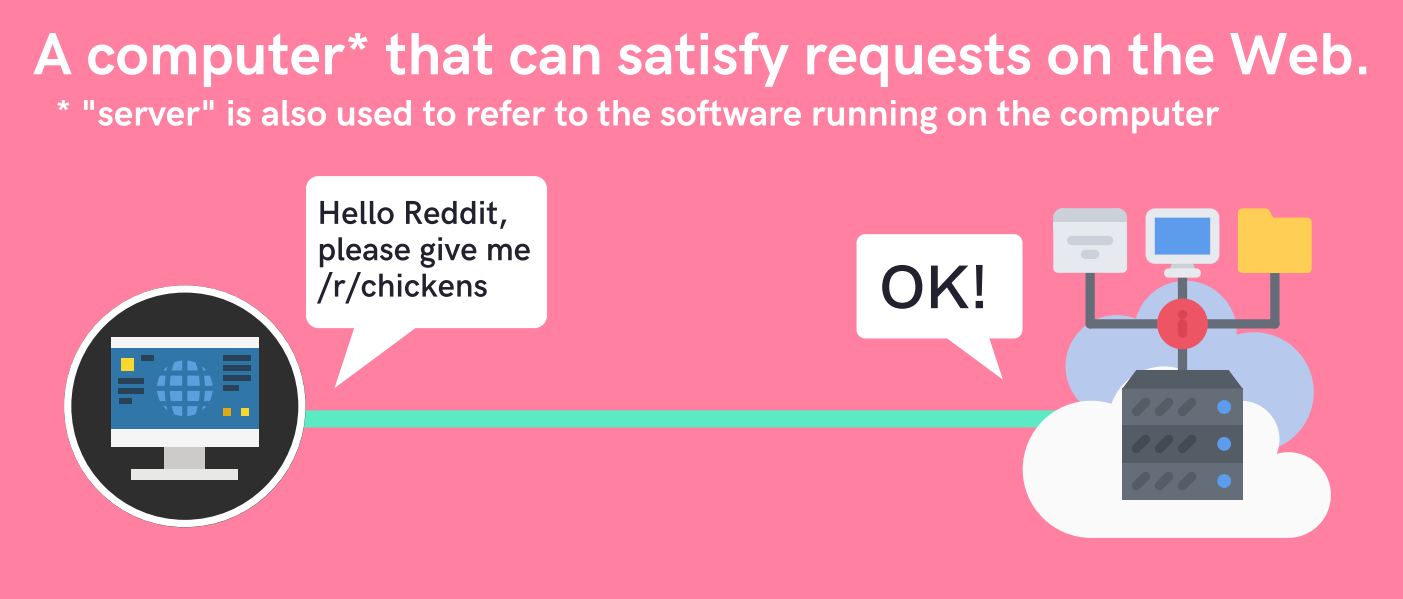 A computer* that can satisfy requests on the Web.
* "server" is also used to refer to the software running on the computer
Hello Reddit,
please give me
/r/chickens
OK!